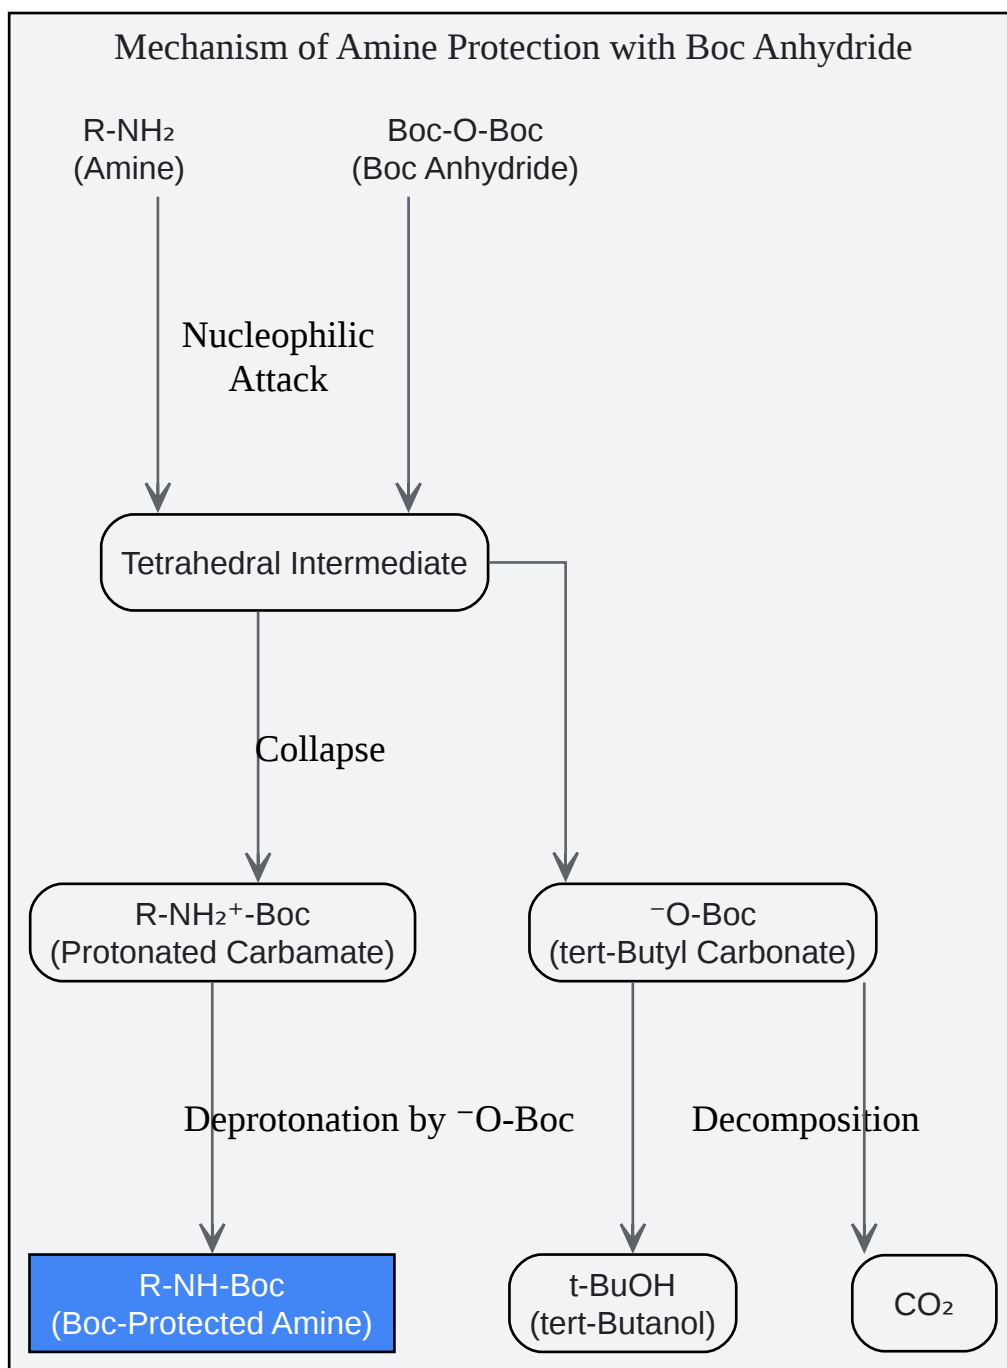 Mechanism of Amine Protection with Boc Anhydride
R-NH₂
(Amine)
Boc-O-Boc
(Boc Anhydride)
Nucleophilic
Attack
Tetrahedral Intermediate
Collapse
R-NH₂⁺-Boc
(Protonated Carbamate)
⁻O-Boc
(tert-Butyl Carbonate)
Deprotonation by ⁻O-Boc
Decomposition
R-NH-Boc
(Boc-Protected Amine)
t-BuOH
(tert-Butanol)
CO₂